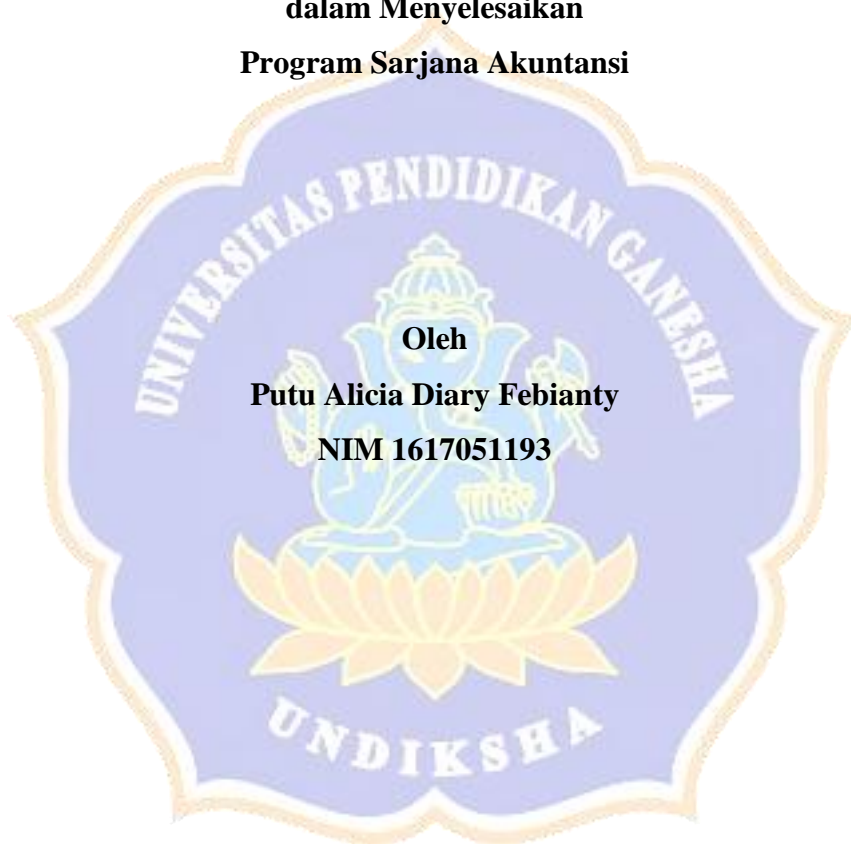 dalam Menyelesaikan
Program Sarjana Akuntansi
UNIVERSITAS PENDIDIKAN GANESHA
Oleh
Putu Alicia Diary Febianty
NIM 1617051193
UNDIKSHA